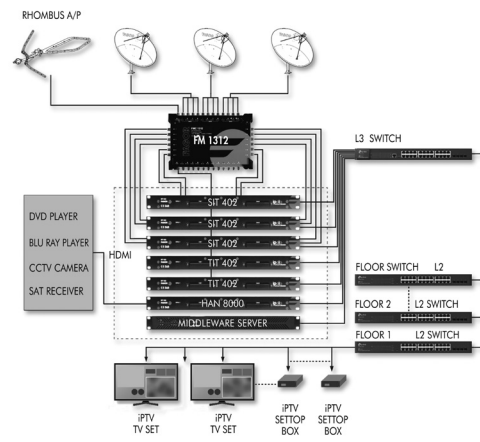 RHOMBUS A/P
FM 1312
L3 SWITCH
SIT 402
SIT 402
SIT 402
TIT 402
TIT 402
HAN 8000
MIDDLEWARE SERVER
DVD PLAYER
BLU RAY PLAYER
CCTV CAMERA
SAT RECEIVER
HDMI
FLOOR SWITCH L2
FLOOR 2 L2 SWITCH
FLOOR 1 L2 SWITCH
iPTV
TV SET
iPTV
TV SET
iPTV
SETTOP
BOX
iPTV
SETTOP
BOX